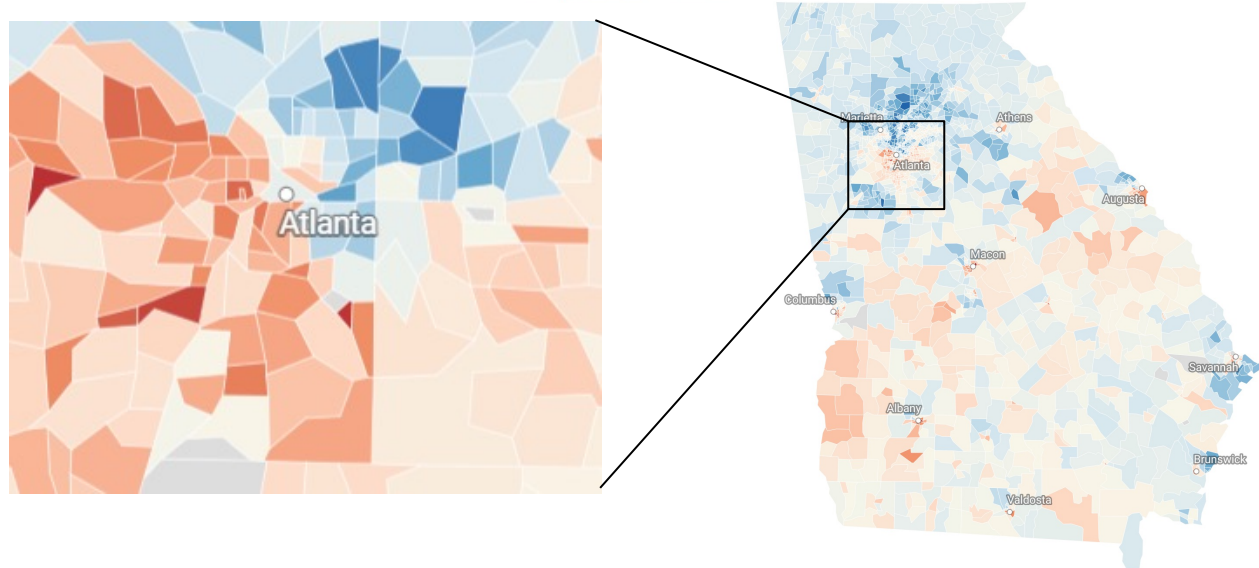 Atlanta
Marietta
Athens
Atlanta
Augusta
Macon
Columbus
Savannah
Albany
Brunswick
Valdosta